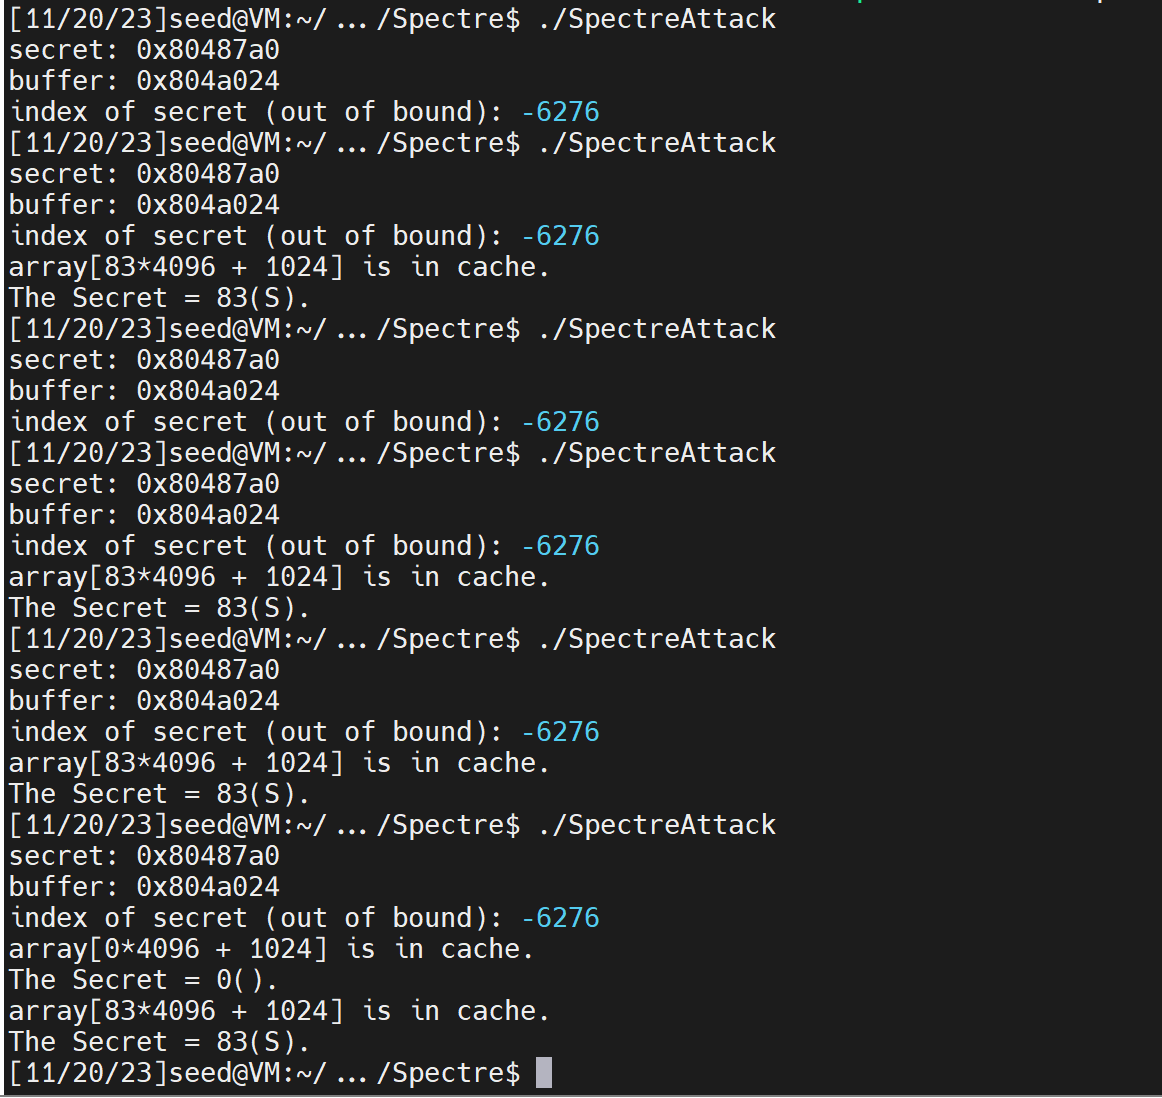 [11/20/23]seed@VM:~/.../Spectre$ ./SpectreAttack
secret: 0x80487a0
buffer: 0x804a024
index of secret (out of bound): -6276
[11/20/23]seed@VM:~/.../Spectre$ ./SpectreAttack
secret: 0x80487a0
buffer: 0x804a024
index of secret (out of bound): -6276
array[83*4096 + 1024] is in cache.
The Secret = 83(S).
[11/20/23]seed@VM:~/.../Spectre$ ./SpectreAttack
secret: 0x80487a0
buffer: 0x804a024
index of secret (out of bound): -6276
[11/20/23]seed@VM:~/.../Spectre$ ./SpectreAttack
secret: 0x80487a0
buffer: 0x804a024
index of secret (out of bound): -6276
array[83*4096 + 1024] is in cache.
The Secret = 83(S).
[11/20/23]seed@VM:~/.../Spectre$ ./SpectreAttack
secret: 0x80487a0
buffer: 0x804a024
index of secret (out of bound): -6276
array[83*4096 + 1024] is in cache.
The Secret = 83(S).
[11/20/23]seed@VM:~/.../Spectre$ ./SpectreAttack
secret: 0x80487a0
buffer: 0x804a024
index of secret (out of bound): -6276
array[0*4096 + 1024] is in cache.
The Secret = 0().
array[83*4096 + 1024] is in cache.
The Secret = 83(S).
[11/20/23]seed@VM:~/.../Spectre$